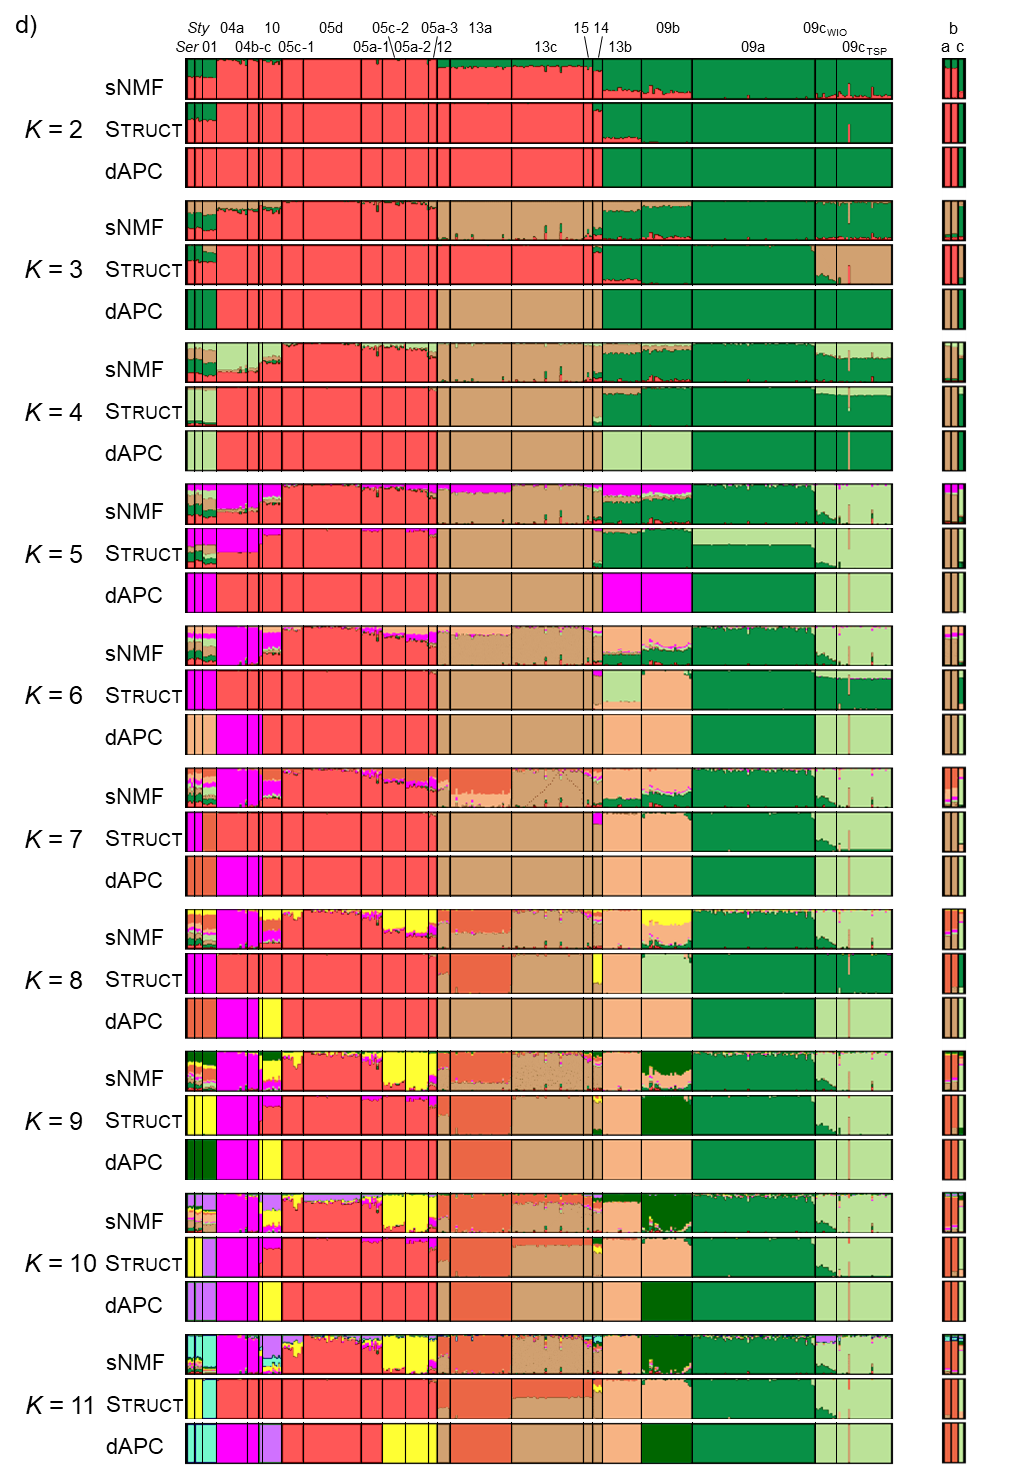 d)
Sty 04a 10 05d 05c-2 05a-3 13a 15 14 09b 09cWIO b
Ser 01 04b-c 05c-1 05a-1 05a-2 12 13c 13b 09a 09cTSP a c
sNMF
K = 2 STRUCT
dAPC
sNMF
K = 3 STRUCT
dAPC
sNMF
K = 4 STRUCT
dAPC
sNMF
K = 5 STRUCT
dAPC
sNMF
K = 6 STRUCT
dAPC
sNMF
K = 7 STRUCT
dAPC
sNMF
K = 8 STRUCT
dAPC
sNMF
K = 9 STRUCT
dAPC
sNMF
K = 10 STRUCT
dAPC
sNMF
K = 11 STRUCT
dAPC